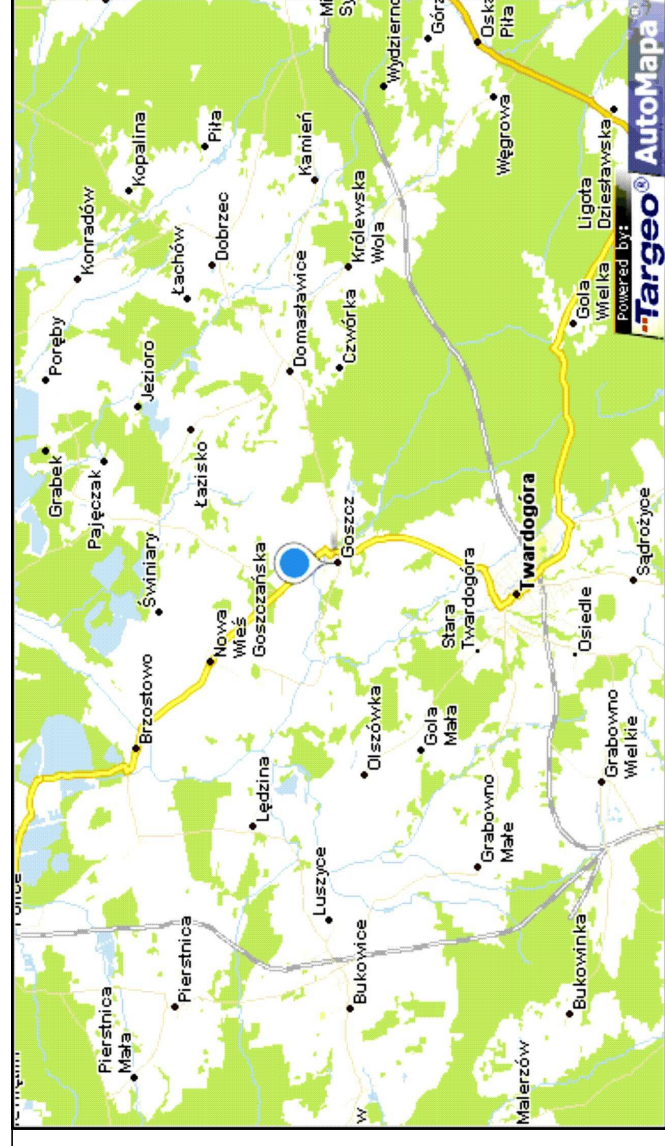 Pierstnica
Mała
Pierstnica
Brzostowo
Nowa
Wieś
Goszczańska
Świniary
Pajęczak
Grabek
Poręby
Konradów
Kopalina
Piła
Jezioro
Łachów
Dobrzec
Łazisko
Lędzina
Luszyce
Bukowice
Goszcz
Domasławice
Czwórka
Kamień
Królewska
Wola
Olszówka
Gola
Mała
Grabowno
Małe
Stara
Twardogóra
Twardogóra
Węgrowa
Piła
Malerzów
Bukowinka
Grabowno
Wielkie
Osiedle
Sądrożyce
Gola
Wielka
Ligota
Dziesławska
Powered by:
Targeo® AutoMapa®